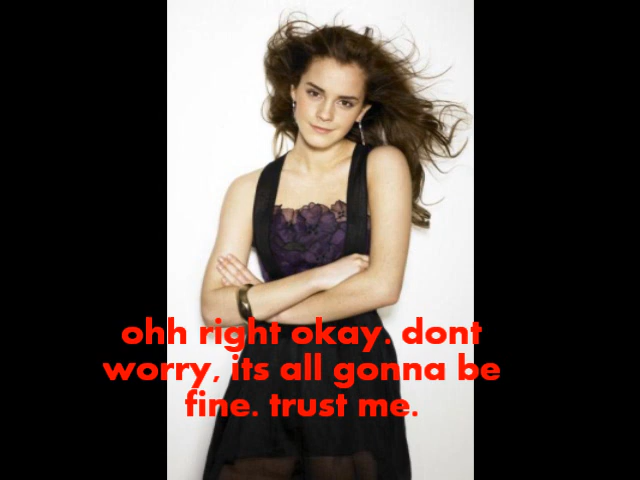 ohh right okay. dont
worry, its all gonna be
fine. trust me.